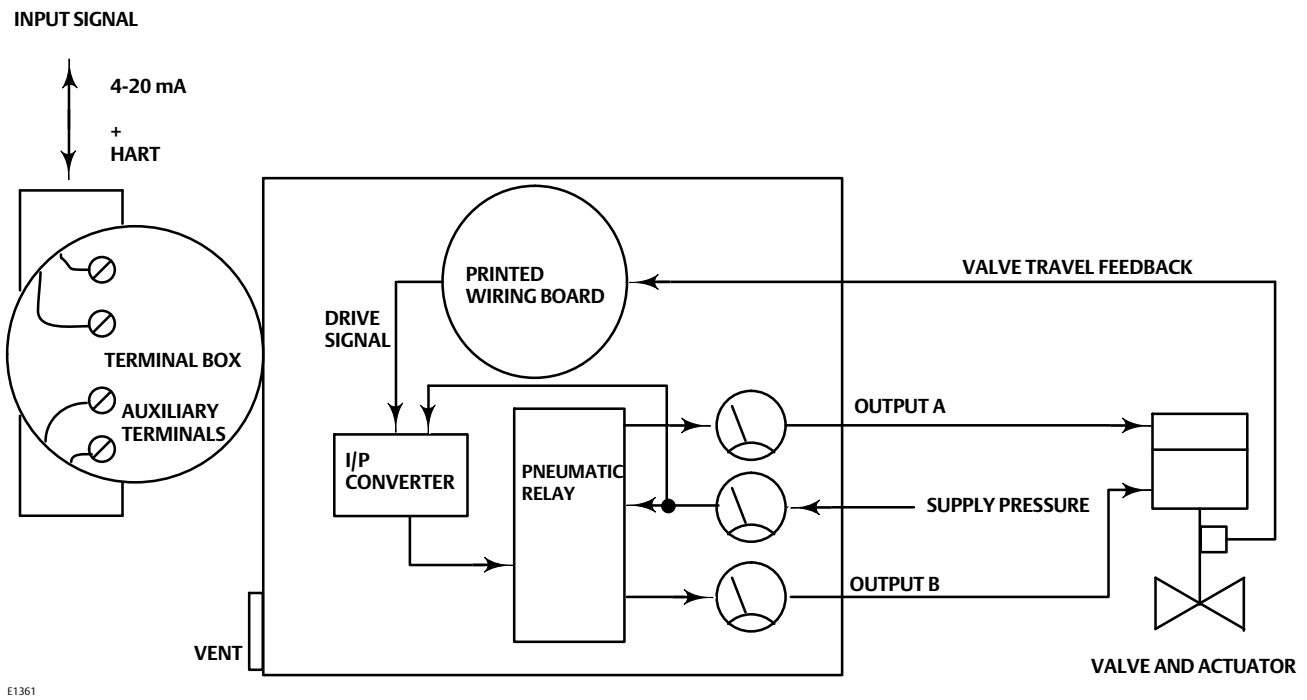 INPUT SIGNAL
4-20 mA
+
HART
TERMINAL BOX
AUXILIARY
TERMINALS
PRINTED
WIRING BOARD
VALVE TRAVEL FEEDBACK
DRIVE
SIGNAL
I/P
CONVERTER
PNEUMATIC
RELAY
OUTPUT A
SUPPLY PRESSURE
OUTPUT B
VENT
VALVE AND ACTUATOR
E1361